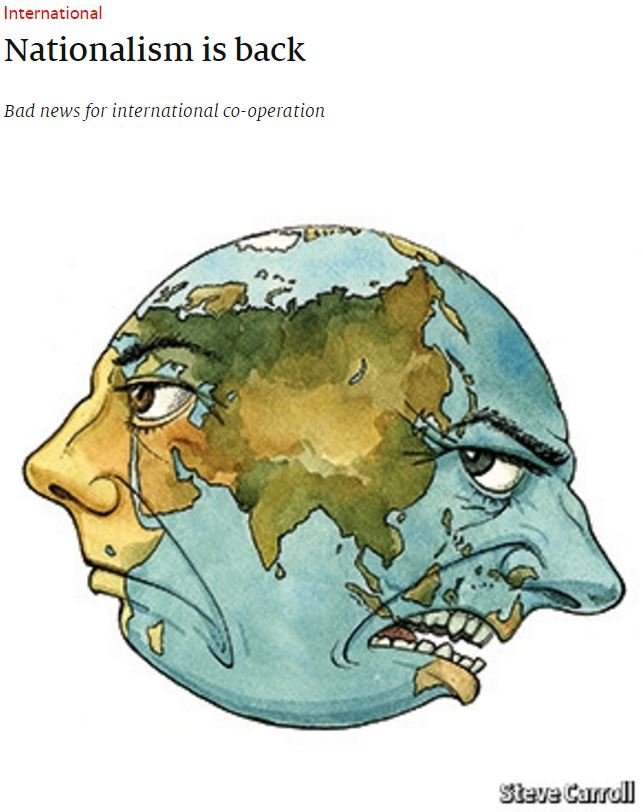 International
Nationalism is back
Bad news for international co-operation
Steve Carroll